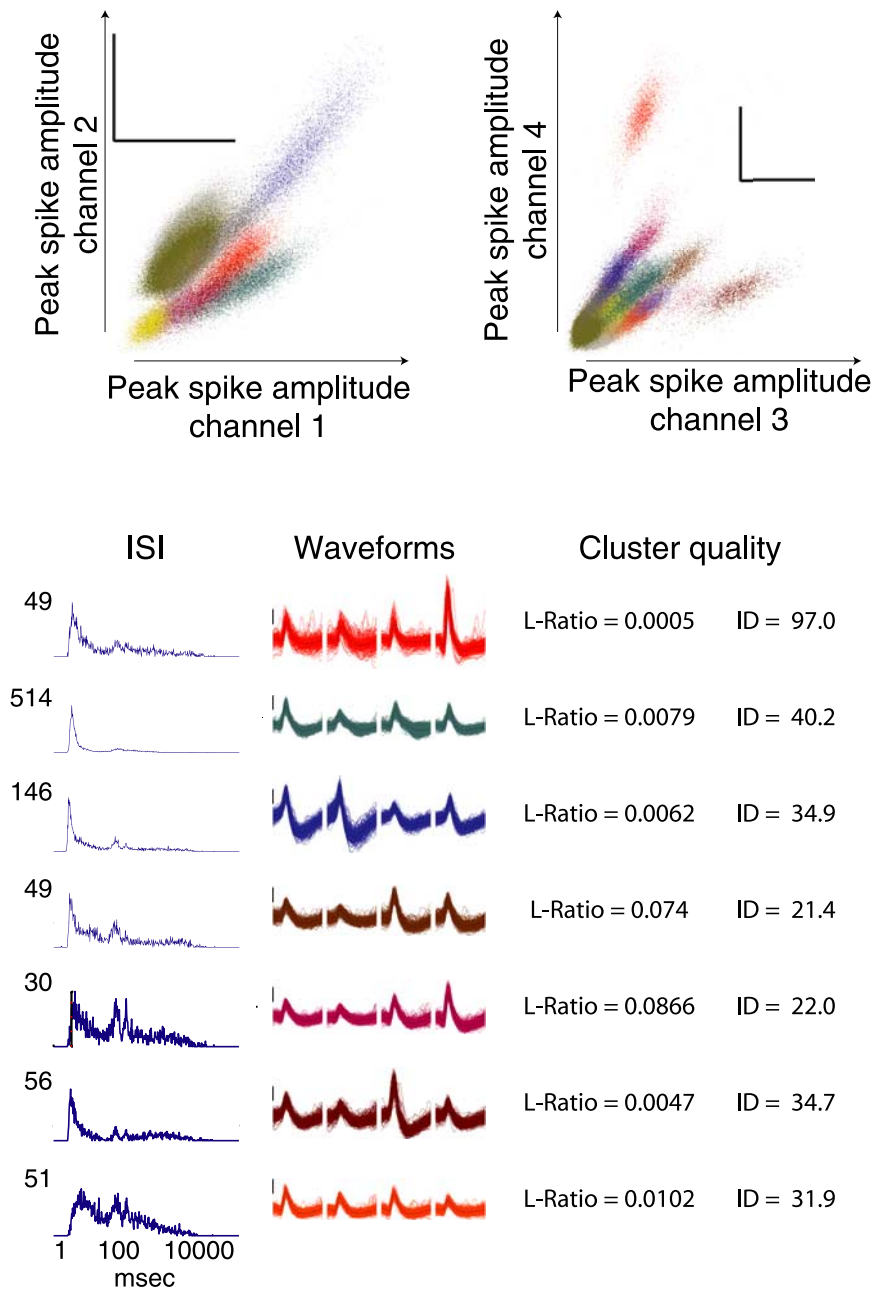 Peak spike amplitude
channel 2
Peak spike amplitude
channel 1
Peak spike amplitude
channel 4
Peak spike amplitude
channel 3
ISI Waveforms Cluster quality
49 L-Ratio = 0.0005 ID = 97.0
514 L-Ratio = 0.0079 ID = 40.2
146 L-Ratio = 0.0062 ID = 34.9
49 L-Ratio = 0.074 ID = 21.4
30 L-Ratio = 0.0866 ID = 22.0
56 L-Ratio = 0.0047 ID = 34.7
51 L-Ratio = 0.0102 ID = 31.9
1 100 10000
msec